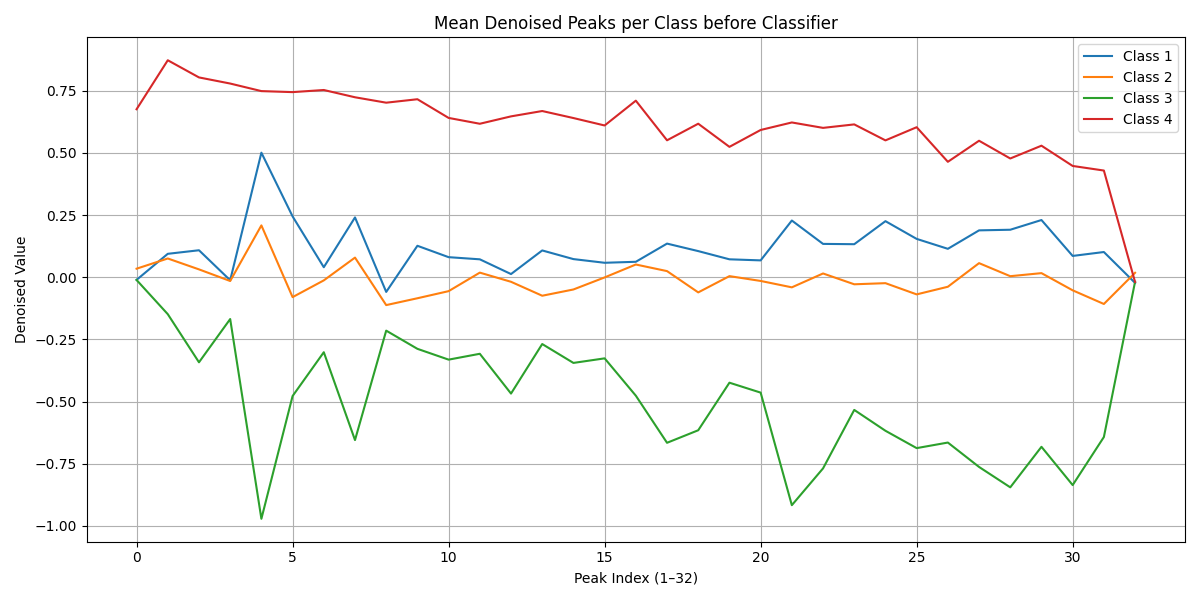 Mean Denoised Peaks per Class before Classifier
Class 1
Class 2
Class 3
Class 4
Denoised Value
0.75
0.50
0.25
0.00
−0.25
−0.50
−0.75
−1.00
0 5 10 15 20 25 30
Peak Index (1–32)